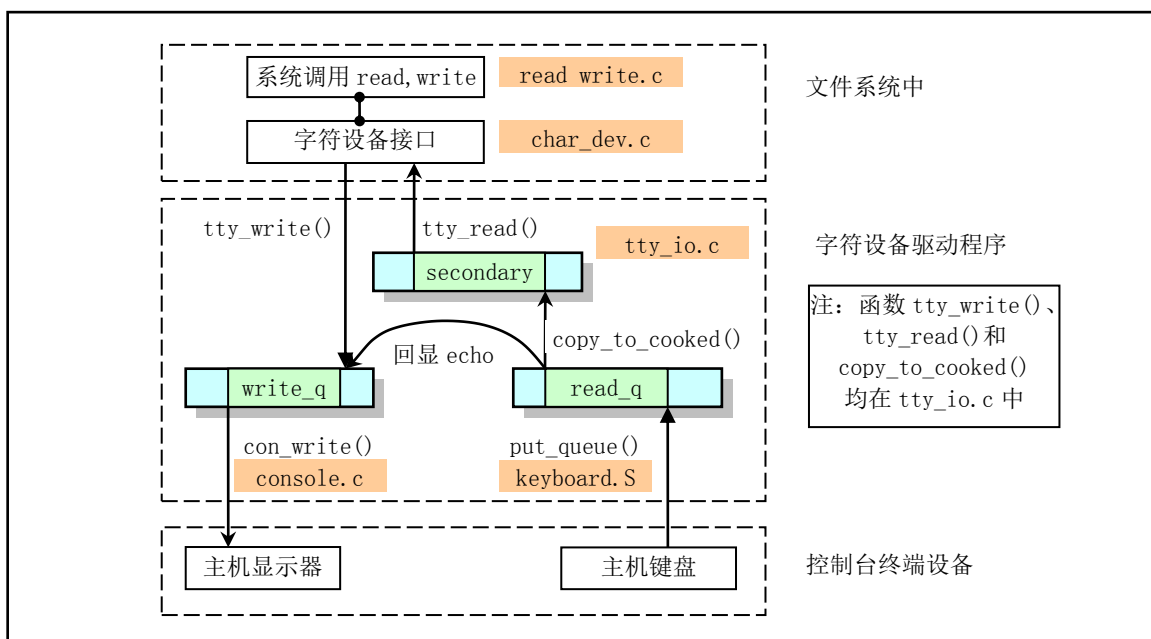 系统调用 read,write
read write.c
文件系统中
字符设备接口
char_dev.c
tty_write()
tty_read()
tty_io.c
字符设备驱动程序
secondary
注：函数 tty_write()、
tty_read()和
copy_to_cooked()
均在 tty_io.c 中
回显 echo
copy_to_cooked()
write_q
read_q
con_write()
put_queue()
console.c
keyboard.S
主机显示器
主机键盘
控制台终端设备